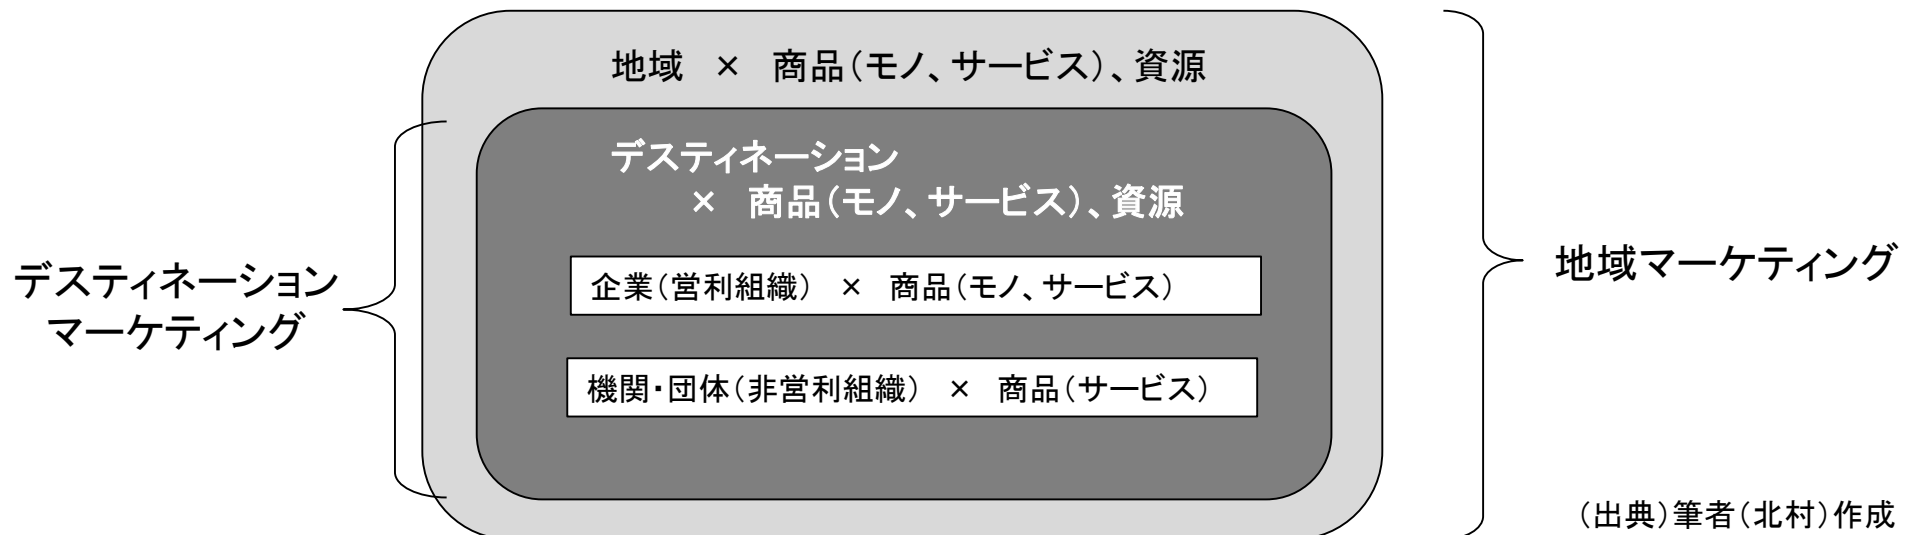 地域　×　商品（モノ、サービス）、資源
デスティネーション
×　商品（モノ、サービス）、資源
企業（営利組織）　×　商品（モノ、サービス）
機関・団体（非営利組織）　×　商品（サービス）
デスティネーション
マーケティング
地域マーケティング
（出典）筆者（北村）作成